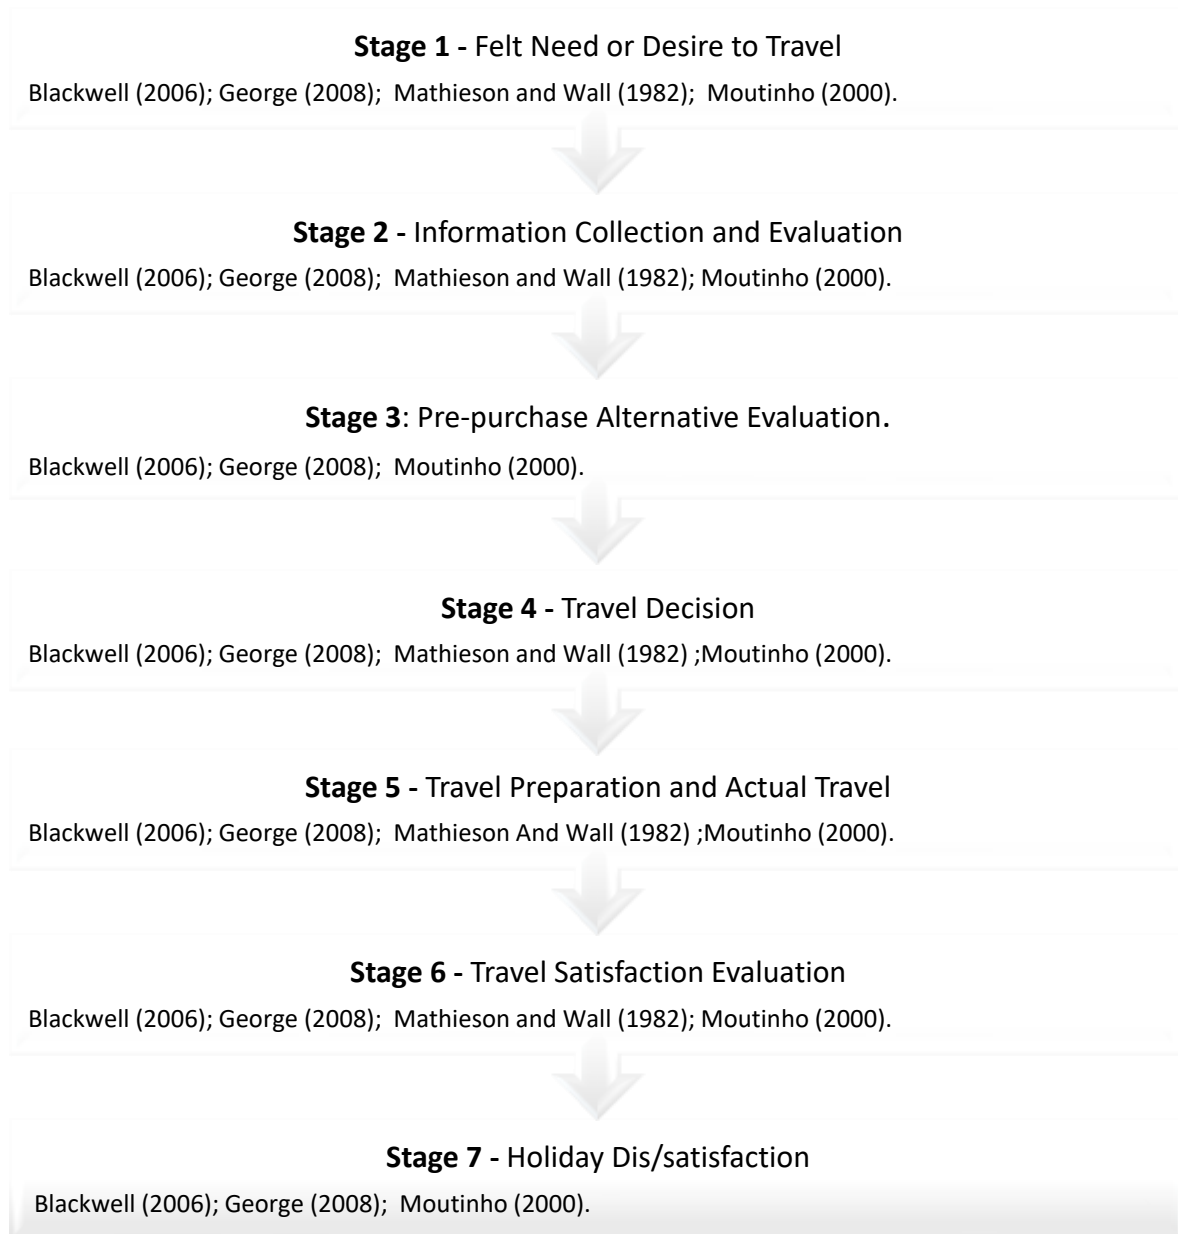 Stage 1 - Felt Need or Desire to Travel
Blackwell (2006); George (2008);  Mathieson and Wall (1982);  Moutinho (2000).
Stage 2 - Information Collection and Evaluation
Blackwell (2006); George (2008);  Mathieson and Wall (1982); Moutinho (2000).
Stage 3: Pre-purchase Alternative Evaluation.
Blackwell (2006); George (2008);  Moutinho (2000).
Stage 4 - Travel Decision
Blackwell (2006); George (2008);  Mathieson and Wall (1982) ;Moutinho (2000).
Stage 5 - Travel Preparation and Actual Travel
Blackwell (2006); George (2008);  Mathieson And Wall (1982) ;Moutinho (2000).
Stage 6 - Travel Satisfaction Evaluation
Blackwell (2006); George (2008);  Mathieson and Wall (1982); Moutinho (2000).
Stage 7 - Holiday Dis/satisfaction
Blackwell (2006); George (2008);  Moutinho (2000).